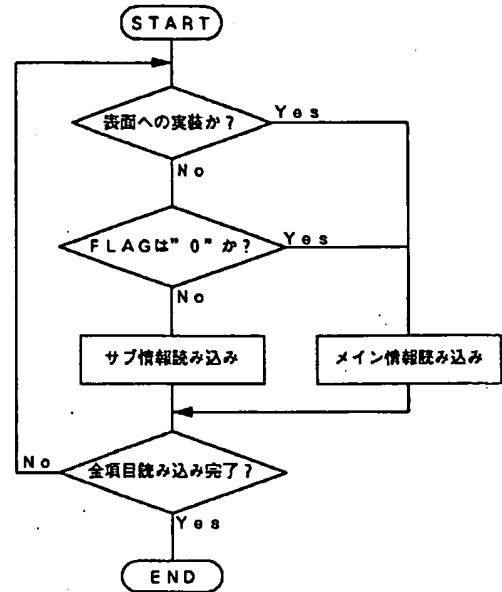 START
表面への実装か？
Yes
No
FLAGは”0”か？
Yes
No
サブ情報読み込み
メイン情報読み込み
No
全項目読み込み完了？
Yes
END